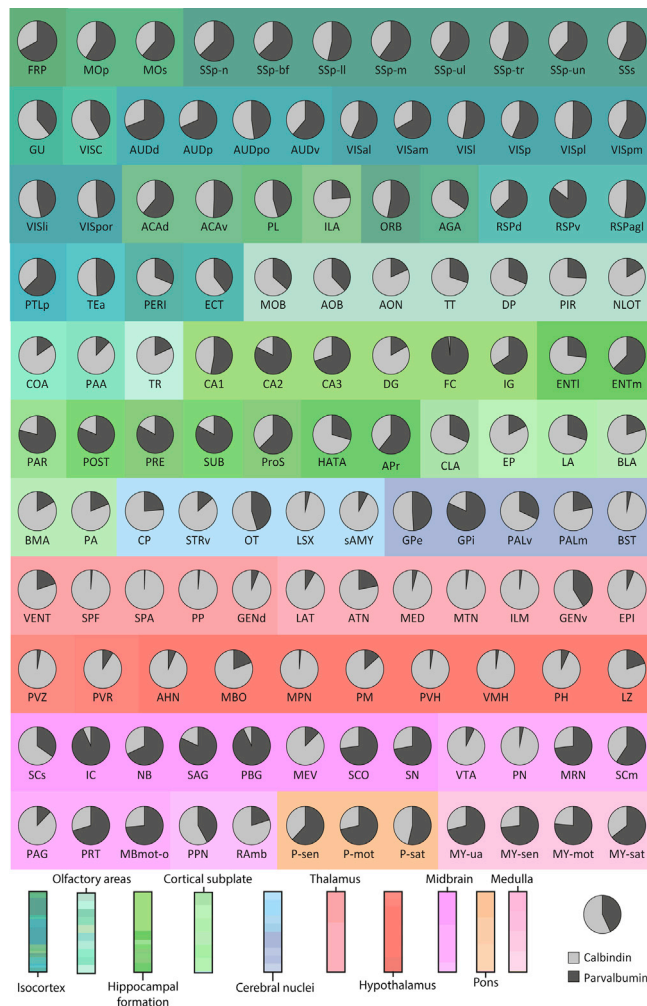 FRP MOp MOs SSp-n SSp-bf SSp-ll SSp-m SSp-ul SSp-tr SSp-un SSs
GU VISC AUDd AUDp AUDpo AUDv VISal VISam VISl VISp VISpl VISpm
VISli VISpor ACAd ACAv PL ILA ORB AGA RSPd RSPv RSPagl
PTLp TEa PERI ECT MOB AOB AON TT DP PIR NLOT
COA PAA TR CA1 CA2 CA3 DG FC IG ENTl ENTm
PAR POST PRE SUB ProS HATA APr CLA EP LA BLA
BMA PA CP STRv OT LSX sAMY GPe GPi PALv PALm BST
VENT SPF SPA PP GENd LAT ATN MED MTN ILM GENv EPI
PVZ PVR AHN MBO MPN PM PVH VMH PH LZ
SCs IC NB SAG PBG MEV SCO SN VTA PN MRN SCm
PAG PRT MBmot-o PPN RAmb P-sen P-mot P-sat MY-ua MY-sen MY-mot MY-sat
Olfactory areas Cortical subplate Thalamus Midbrain Medulla
Isocortex Hippocampal formation Cerebral nuclei Hypothalamus Pons
Calbindin
Parvalbumin